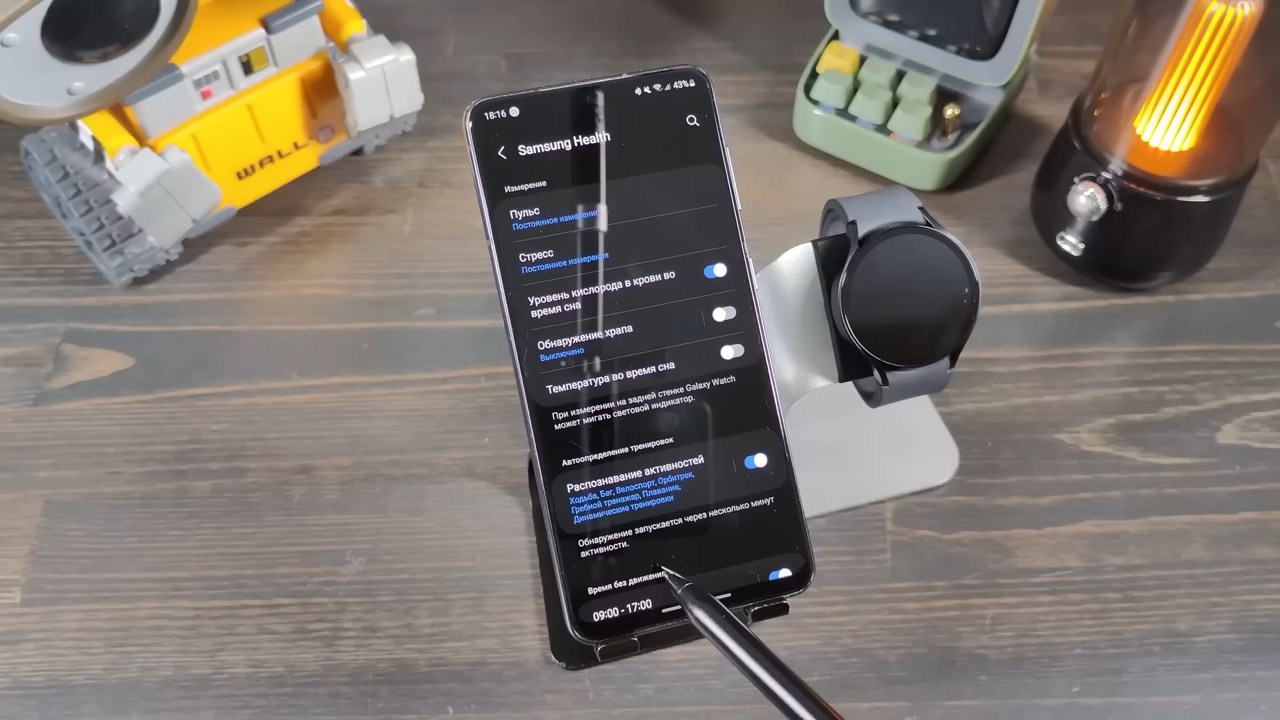 WALL
18:16
43%
Samsung Health
Измерение
Пульс
Постоянное измерение
Стресс
Постоянное измерение
Уровень кислорода в крови во
время сна
Обнаружение храпа
Выключено
Температура во время сна
При измерении на задней стенке Galaxy Watch
может мигать световой индикатор.
Автоопределение тренировок
Распознавание активностей
Ходьба, Бег, Велоспорт, Орбитрек,
Гребной тренажер, Плавание,
Динамические тренировки
Обнаружение запускается через несколько минут
активности.
Время без движения
09:00 - 17:00